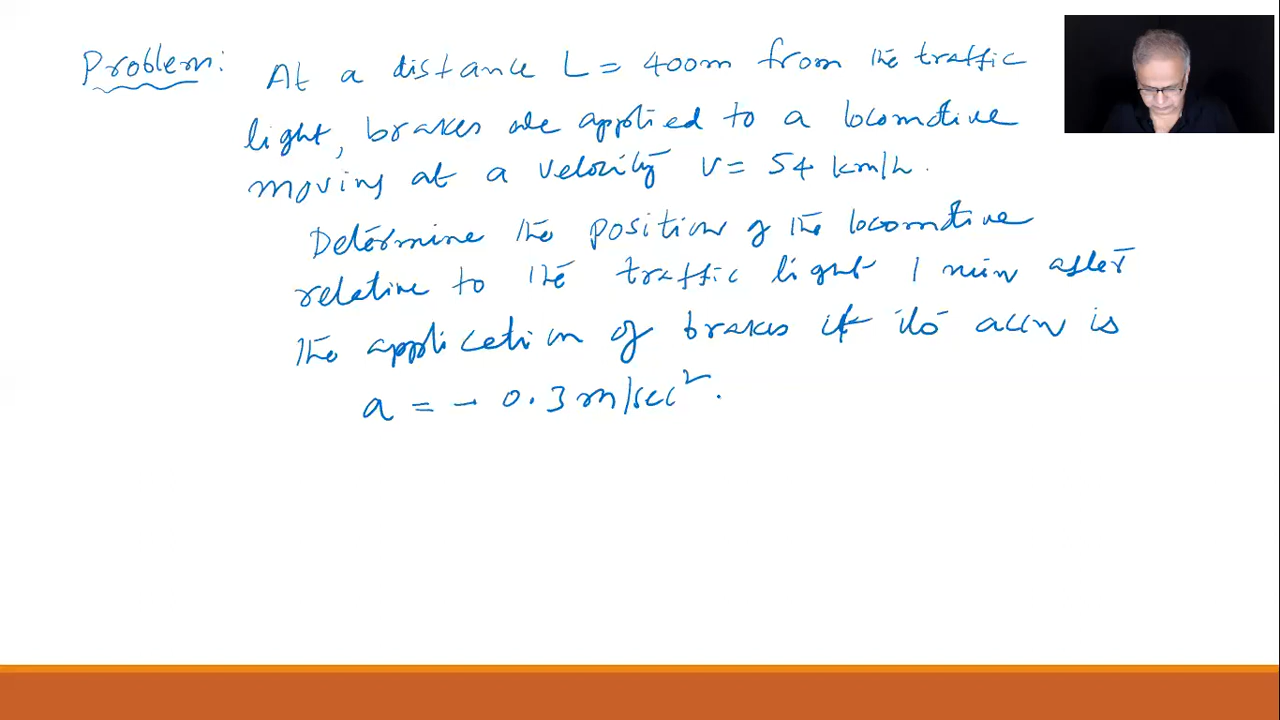 Problem: At a distance L = 400m from the traffic
light, brakes are applied to a locomotive
moving at a velocity v = 54 km/h.
Determine the position of the locomotive
relative to the traffic light 1 min after
the application of brakes if its accn is
a = - 0.3 m/sec².